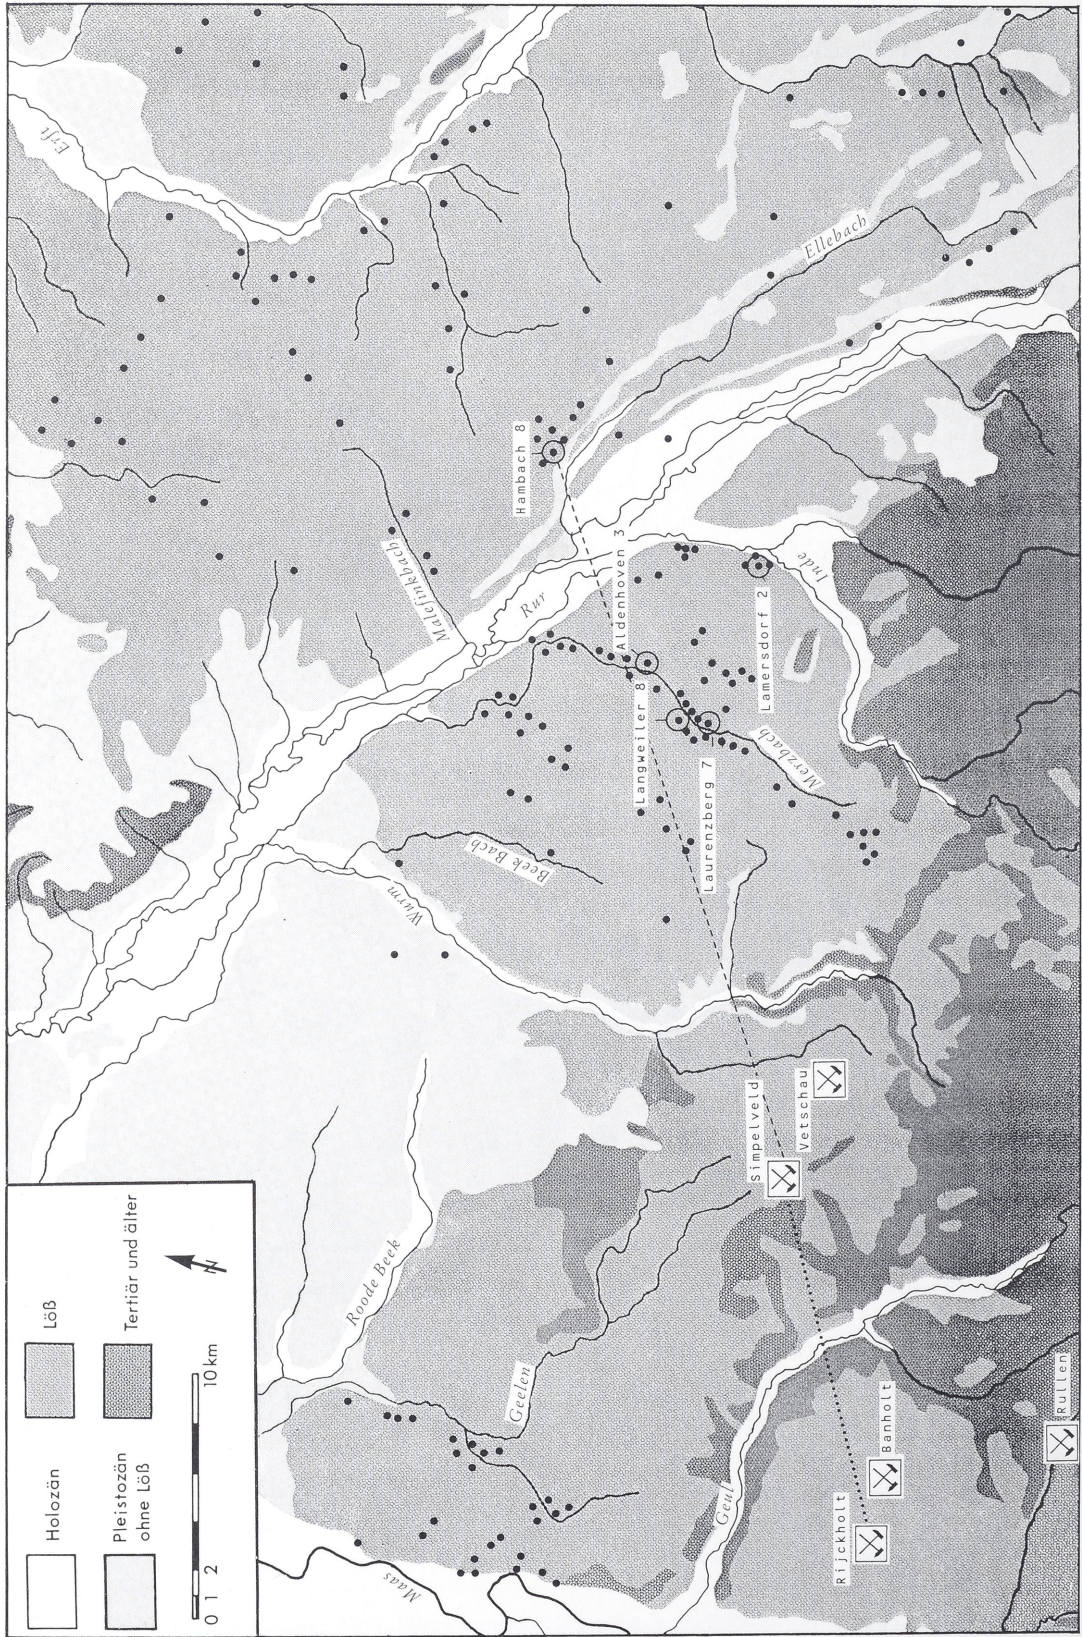 Holozän
Löß
Pleistozän
ohne Löß
Tertiär und älter
0 1 2
10 km
N
Maas
Geul
Geelen
Roode Beek
Wurm
Beek Bach
Merzbach
Inde
Rur
Malefinkbach
Ellebach
Erft
Rijckholt
Banholt
Rullen
Simpelveld
Vetschau
Laurenzberg 7
Langweiler 8
Aldenhoven 3
Lamersdorf 2
Hambach 8